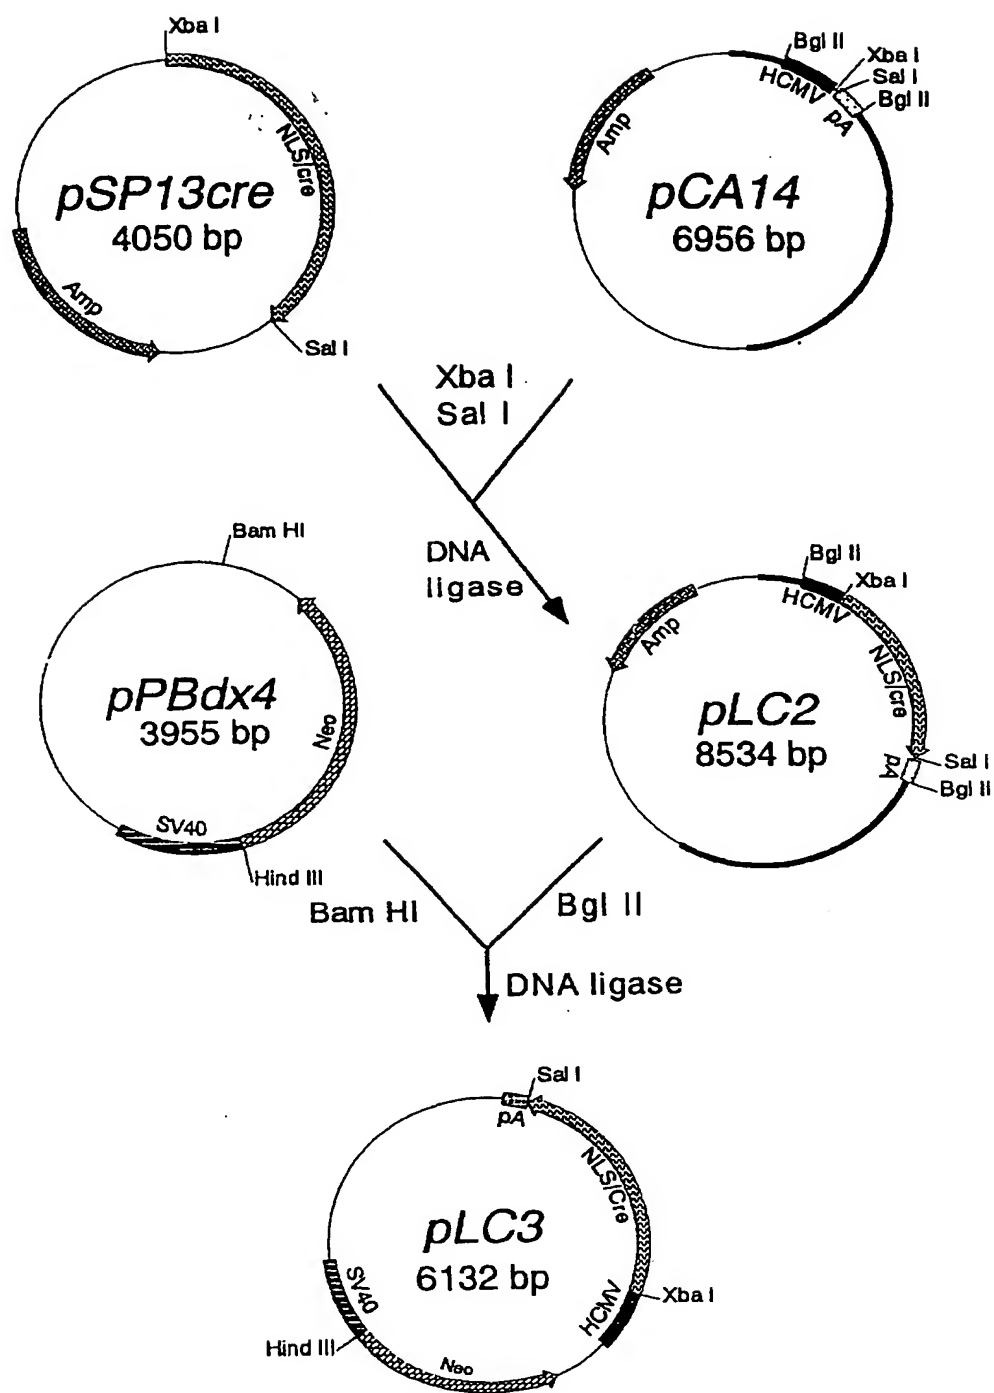 Xba I
NLS/cre
pSP13cre
4050 bp
Amp
Sal I
Bgl II
Xba I
Sal I
Bgl II
HCMV
pA
Amp
pCA14
6956 bp
Xba I
Sal I
DNA
ligase
Bam HI
pPBdx4
3955 bp
Neo
SV40
Hind III
Bgl II
Xba I
HCMV
Amp
NLS/cre
pLC2
8534 bp
pA
Sal I
Bgl II
Bam HI
Bgl II
DNA ligase
Sal I
pA
NLS/Cre
pLC3
6132 bp
SV40
HCMV
Xba I
Hind III
Neo